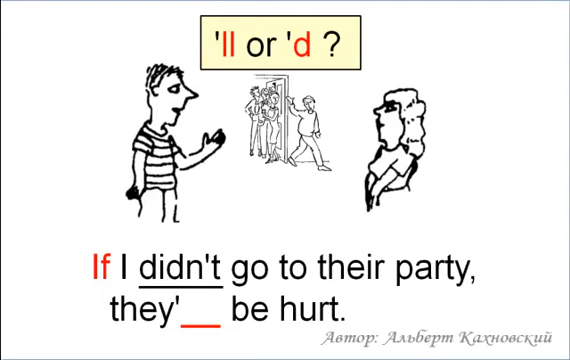 'll or 'd ?
If I didn't go to their party,
they'__ be hurt.
Автор: Альберт Кахновский